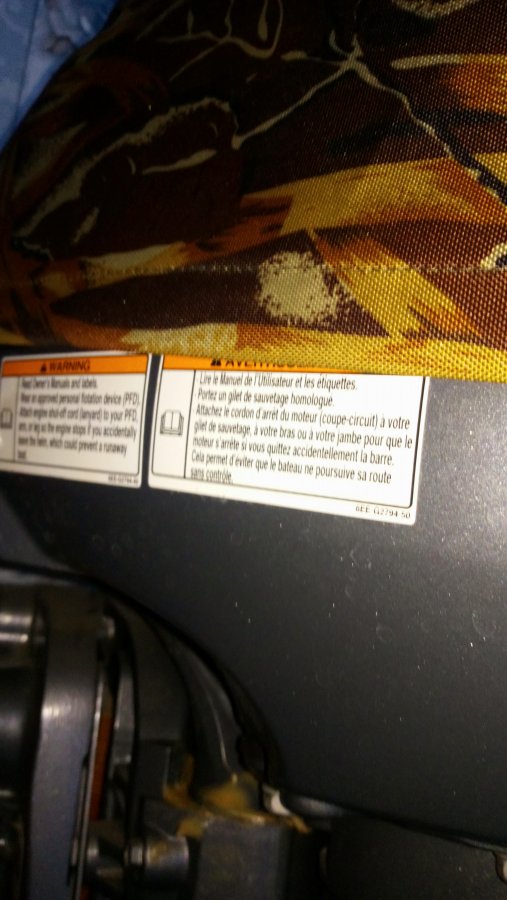 WARNING
Read Owner's Manuals and labels.
Wear an approved personal flotation device (PFD).
Attach engine shut-off cord (lanyard) to your PFD,
arm, or leg so the engine stops if you accidentally
leave the helm, which could prevent a runaway
boat.
6EE-G2794-40
Lire le Manuel de l'Utilisateur et les étiquettes.
Portez un gilet de sauvetage homologué.
Attachez le cordon d'arrêt du moteur (coupe-circuit) à votre
gilet de sauvetage, à votre bras ou à votre jambe pour que le
moteur s'arrête si vous quittez accidentellement la barre.
Cela permet d'éviter que le bateau ne poursuive sa route
sans contrôle.
6EE-G2794-50